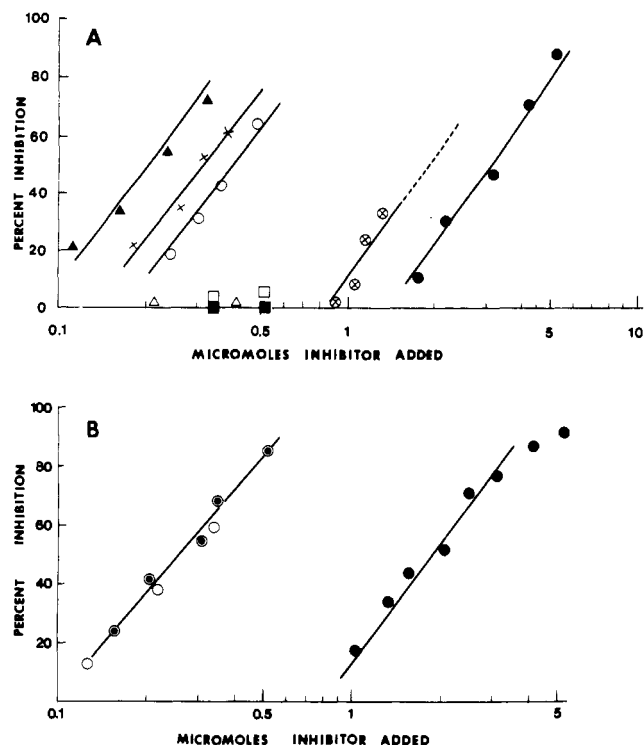 A
PERCENT INHIBITION
80
60
40
20
0
0.1 0.5 1 5 10
MICROMOLES INHIBITOR ADDED
B
PERCENT INHIBITION
100
80
60
40
20
0.1 0.5 1 5
MICROMOLES INHIBITOR ADDED